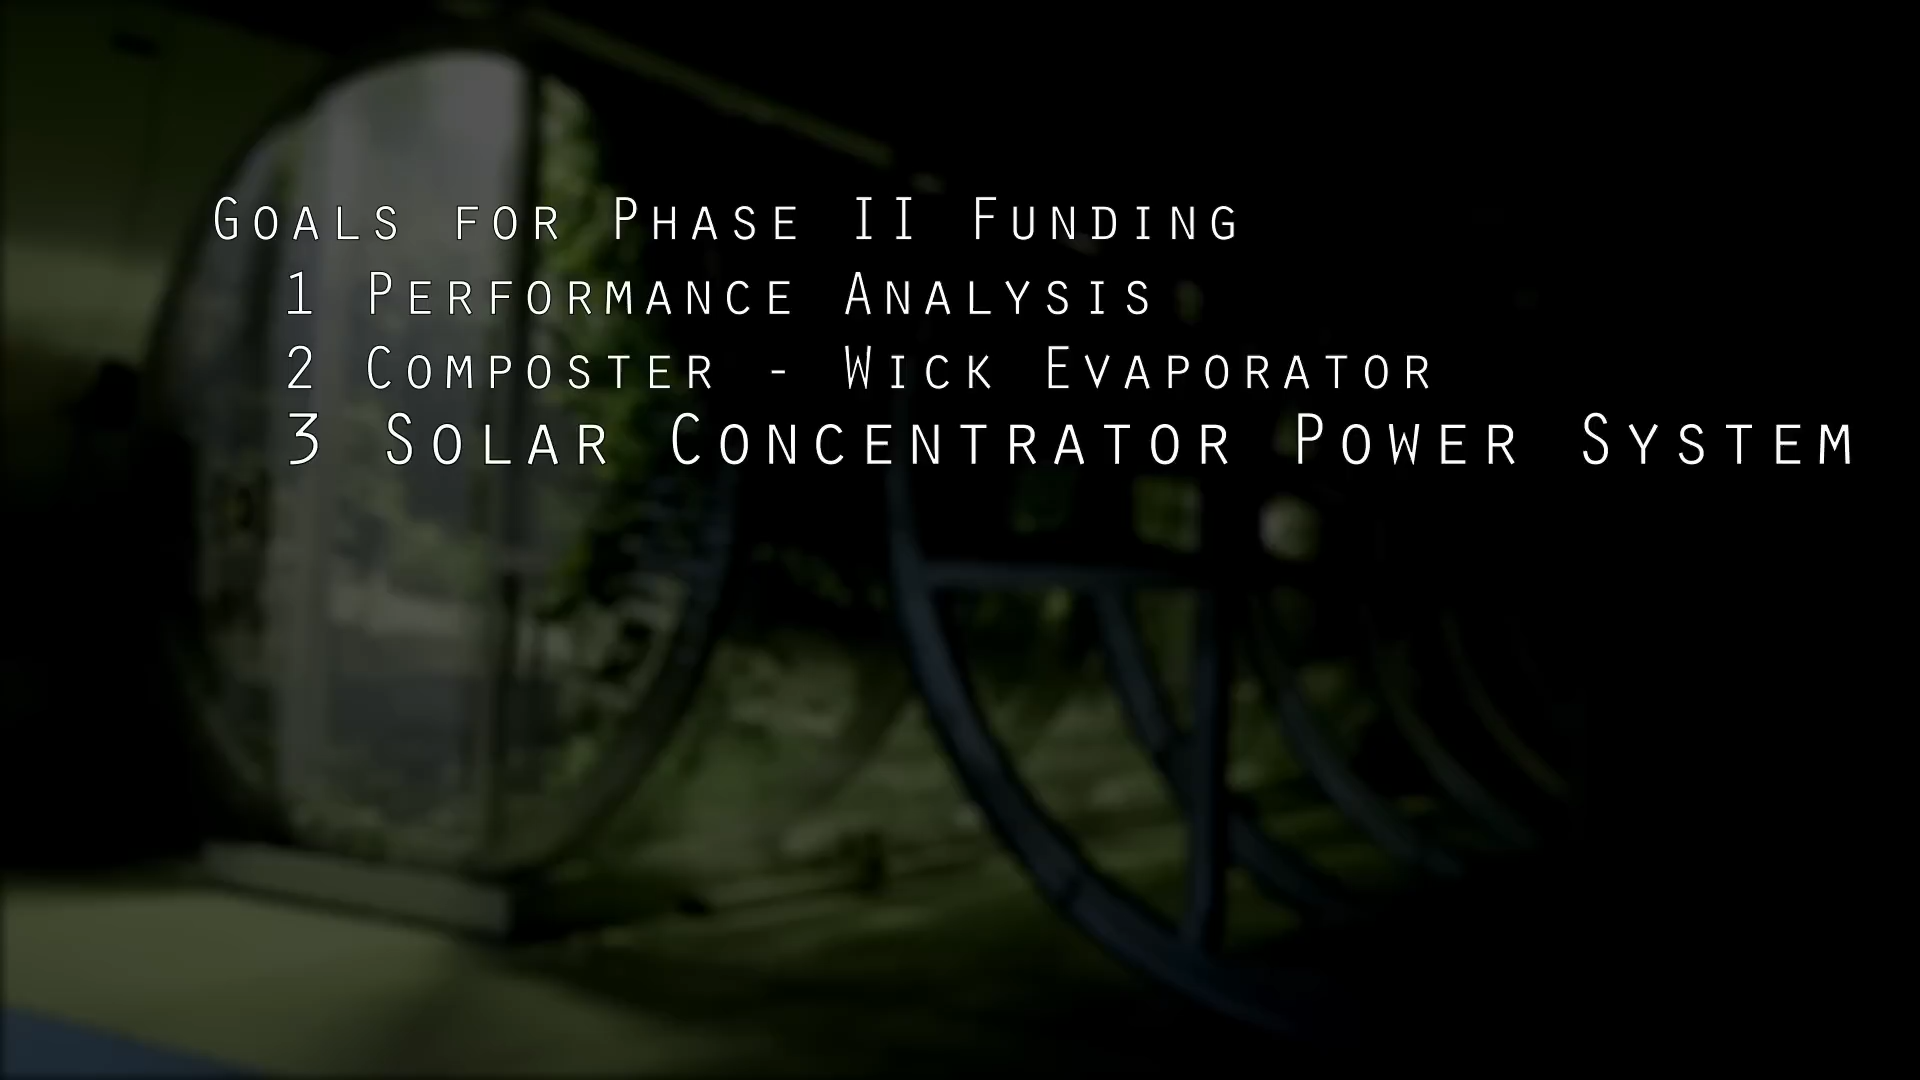 Goals for Phase II Funding
1 Performance Analysis
2 Composter - Wick Evaporator
3 Solar Concentrator Power System